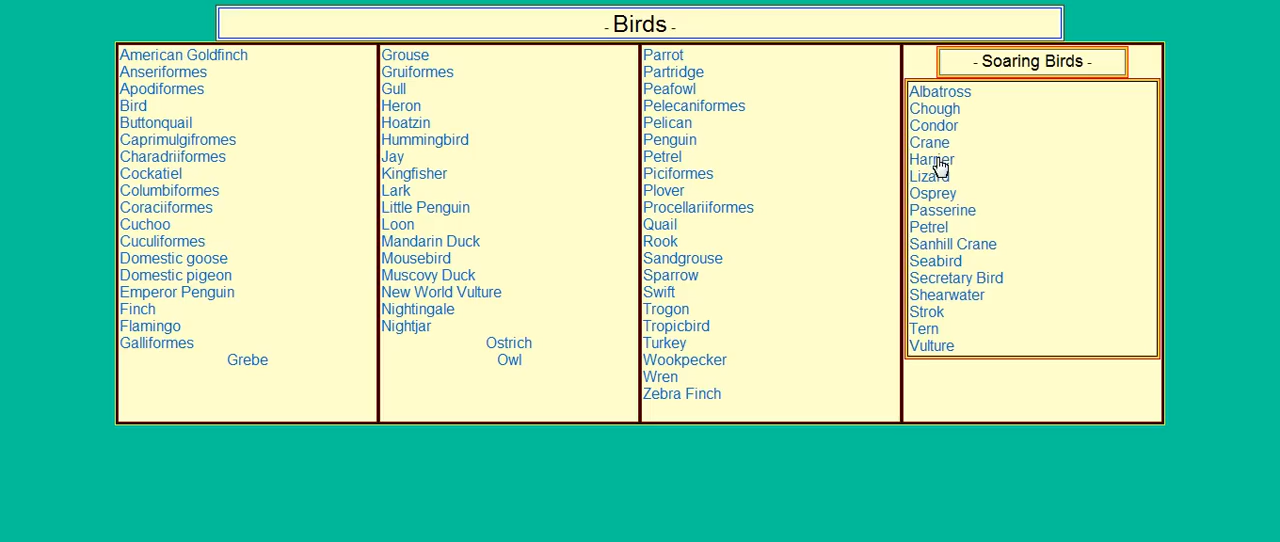 - Birds -
American Goldfinch
Anseriformes
Apodiformes
Bird
Buttonquail
Caprimulgifromes
Charadriiformes
Cockatiel
Columbiformes
Coraciiformes
Cuchoo
Cuculiformes
Domestic goose
Domestic pigeon
Emperor Penguin
Finch
Flamingo
Galliformes
Grebe
Grouse
Gruiformes
Gull
Heron
Hoatzin
Hummingbird
Jay
Kingfisher
Lark
Little Penguin
Loon
Mandarin Duck
Mousebird
Muscovy Duck
New World Vulture
Nightingale
Nightjar
Ostrich
Owl
Parrot
Partridge
Peafowl
Pelecaniformes
Pelican
Penguin
Petrel
Piciformes
Plover
Procellariiformes
Quail
Rook
Sandgrouse
Sparrow
Swift
Trogon
Tropicbird
Turkey
Wookpecker
Wren
Zebra Finch
- Soaring Birds -
Albatross
Chough
Condor
Crane
Harrier
Lizard
Osprey
Passerine
Petrel
Sanhill Crane
Seabird
Secretary Bird
Shearwater
Strok
Tern
Vulture